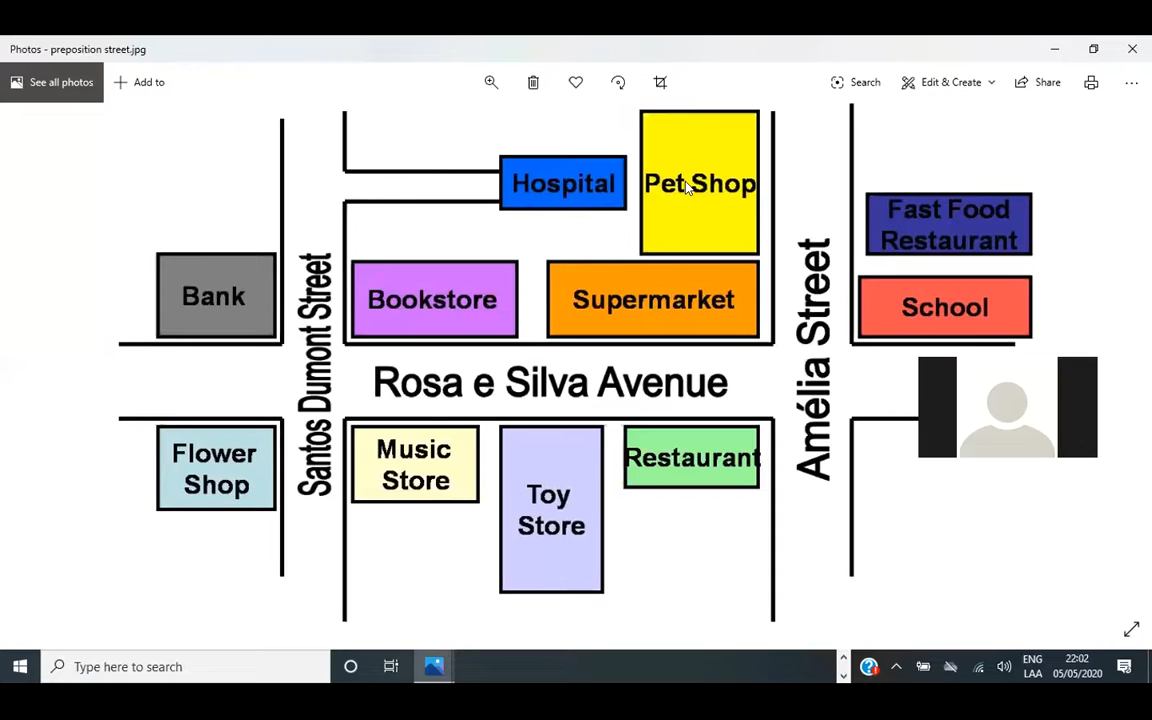 Photos - preposition street.jpg
See all photos
Add to
Search
Edit & Create
Share
Hospital
Pet Shop
Fast Food
Restaurant
Bank
Bookstore
Supermarket
School
Santos Dumont Street
Rosa e Silva Avenue
Amélia Street
Flower
Shop
Music
Store
Toy
Store
Restaurant
Type here to search
ENG
LAA
22:02
05/05/2020